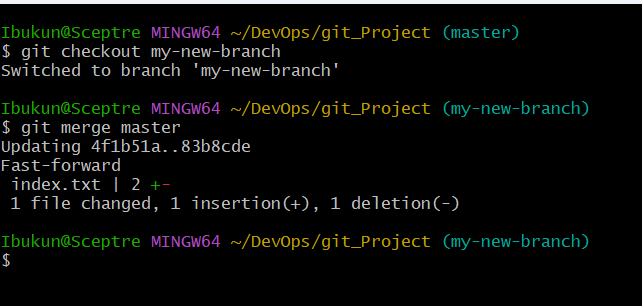 Ibukun@Sceptre MINGW64 ~/DevOps/git_Project (master)
$ git checkout my-new-branch
Switched to branch 'my-new-branch'
Ibukun@Sceptre MINGW64 ~/DevOps/git_Project (my-new-branch)
$ git merge master
Updating 4f1b51a..83b8cde
Fast-forward
 index.txt | 2 +-
 1 file changed, 1 insertion(+), 1 deletion(-)
Ibukun@Sceptre MINGW64 ~/DevOps/git_Project (my-new-branch)
$